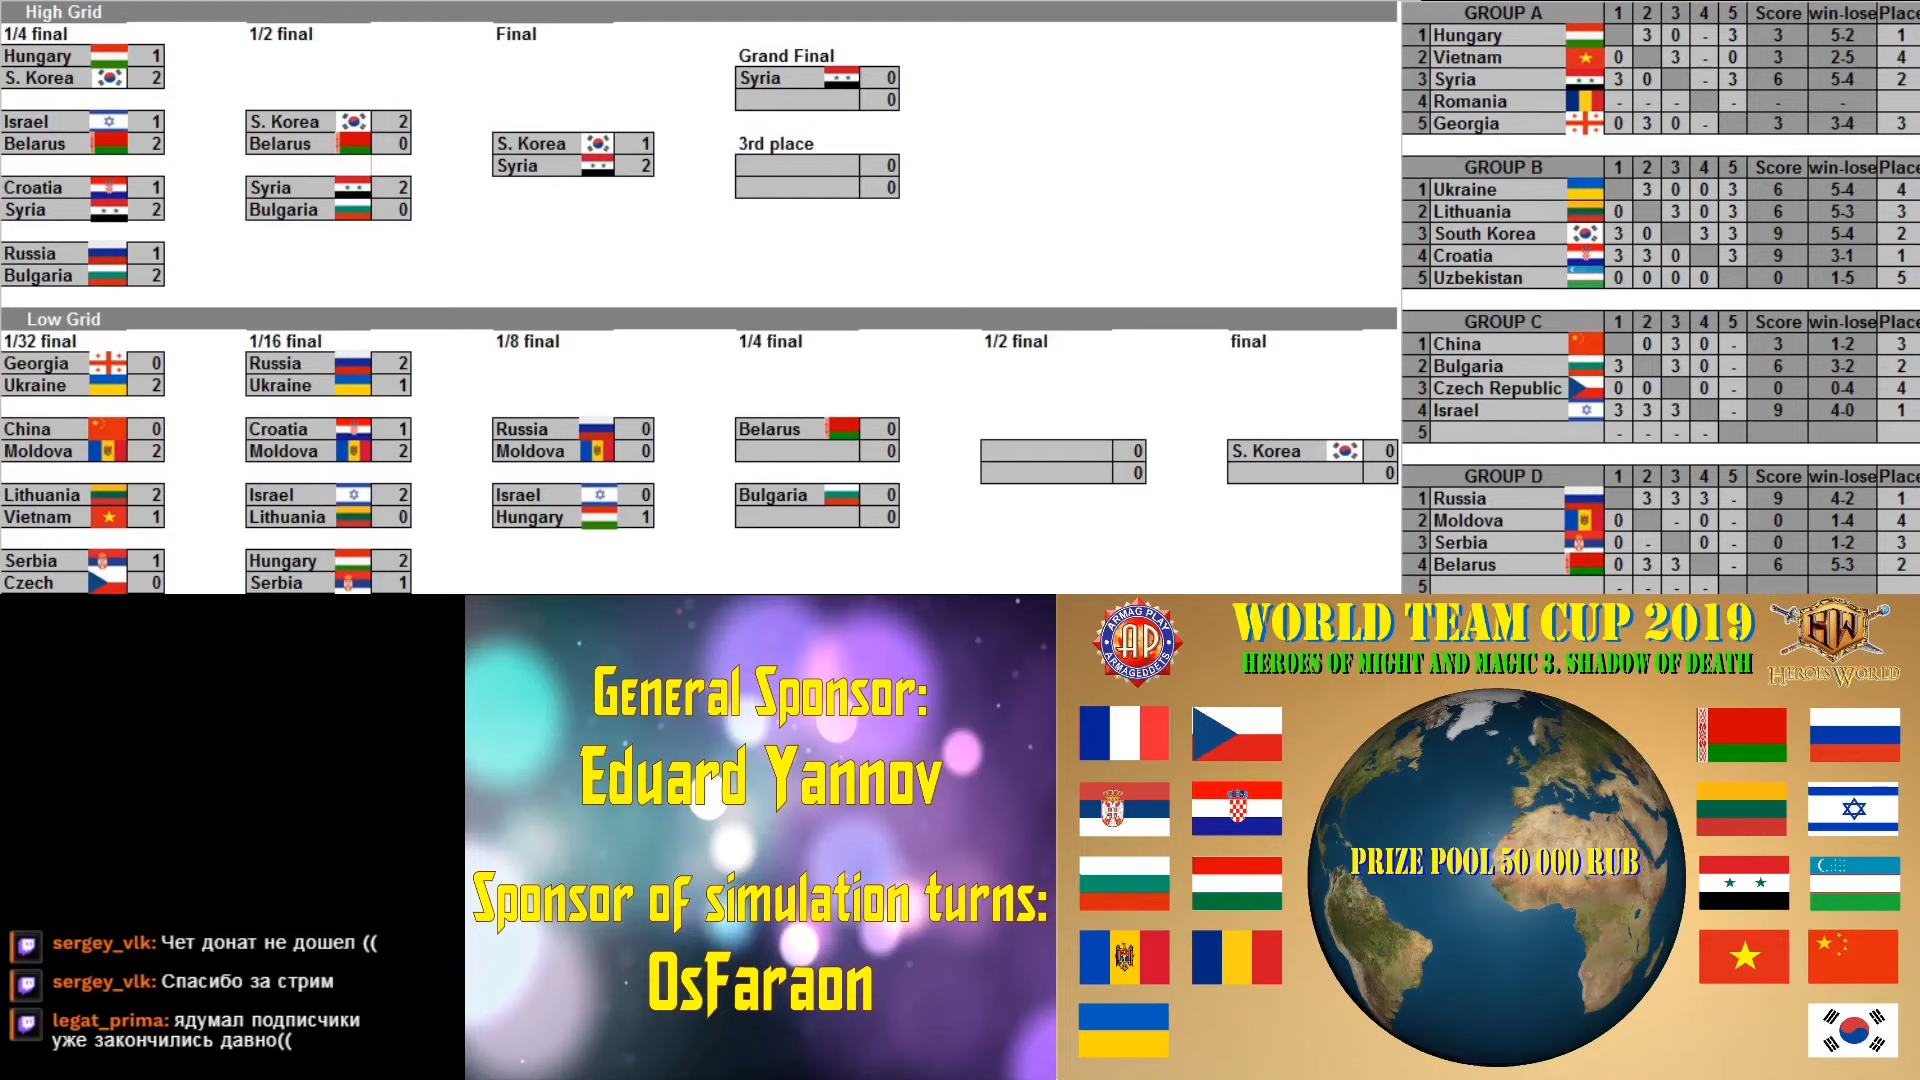 High Grid
1/4 final 1/2 final Final
Hungary 1
S. Korea 2
Israel 1
Belarus 2
Croatia 1
Syria 2
Russia 1
Bulgaria 2
S. Korea 2
Belarus 0
Syria 2
Bulgaria 0
S. Korea 1
Syria 2
Grand Final
Syria 0
0
3rd place
0
0
Low Grid
1/32 final 1/16 final 1/8 final 1/4 final 1/2 final final
Georgia 0
Ukraine 2
China 0
Moldova 2
Lithuania 2
Vietnam 1
Serbia 1
Czech 0
Russia 2
Ukraine 1
Croatia 1
Moldova 2
Israel 2
Lithuania 0
Hungary 2
Serbia 1
Russia 0
Moldova 0
Israel 0
Hungary 1
Belarus 0
0
Bulgaria 0
0
0
0
S. Korea 0
0
GROUP A 1 2 3 4 5 Score win-lose Place
1 Hungary 3 0 - 3 3 5-2 1
2 Vietnam 0 3 - 0 3 2-5 4
3 Syria 3 0 - 3 6 5-4 2
4 Romania - - - - - -
5 Georgia 0 3 0 - 3 3-4 3
GROUP B 1 2 3 4 5 Score win-lose Place
1 Ukraine 3 0 0 3 6 5-4 4
2 Lithuania 0 3 0 3 6 5-3 3
3 South Korea 3 0 3 3 9 5-4 2
4 Croatia 3 3 0 3 9 3-1 1
5 Uzbekistan 0 0 0 0 0 1-5 5
GROUP C 1 2 3 4 5 Score win-lose Place
1 China 0 3 0 - 3 1-2 3
2 Bulgaria 3 3 0 - 6 3-2 2
3 Czech Republic 0 0 0 - 0 0-4 4
4 Israel 3 3 3 - 9 4-0 1
5 - - - -
GROUP D 1 2 3 4 5 Score win-lose Place
1 Russia 3 3 3 - 9 4-2 1
2 Moldova 0 - 0 - 0 1-4 4
3 Serbia 0 - 0 - 0 1-2 3
4 Belarus 0 3 3 - 6 5-3 2
5 - - - -
sergey_vlk: Чет донат не дошел ((
sergey_vlk: Спасибо за стрим
legat_prima: ядумал подписчики
уже закончились давно((
General Sponsor:
Eduard Yannov
Sponsor of simulation turns:
OsFaraon
ARMAG PLAY
AP
ARMAGEDDETS
WORLD TEAM CUP 2019
HEROES OF MIGHT AND MAGIC 3. SHADOW OF DEATH
HW
HEROES WORLD
PRIZE POOL 50 000 RUB